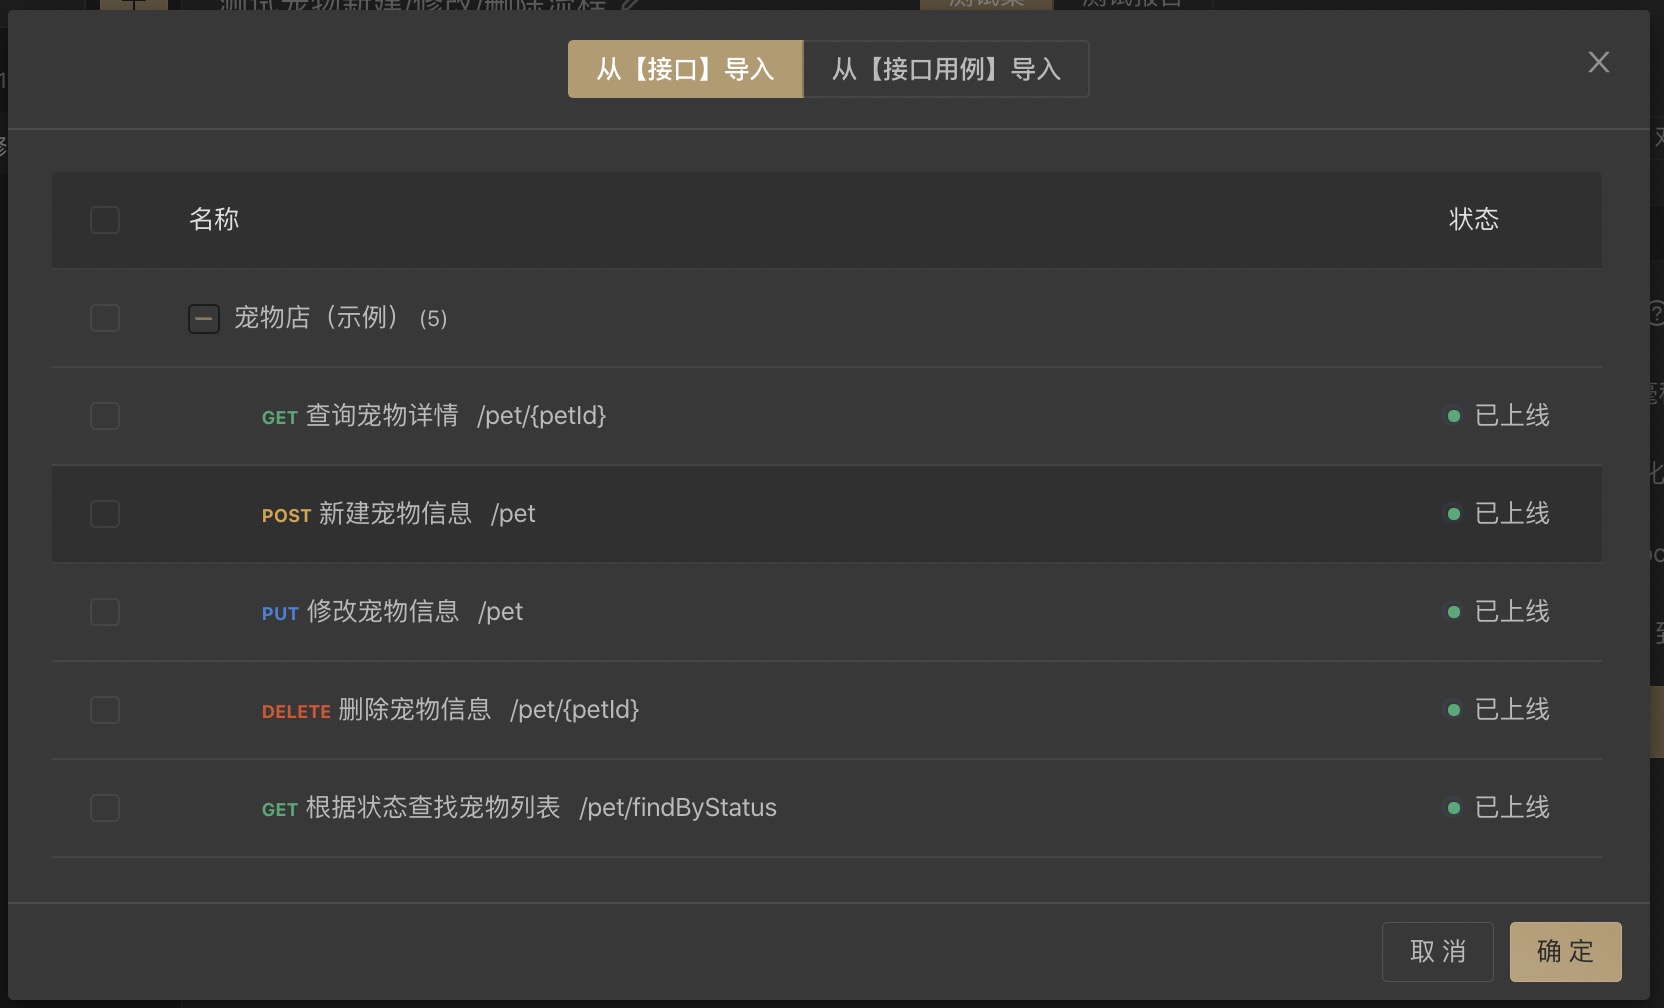 从【接口】导入 从【接口用例】导入
名称 状态
宠物店（示例） (5)
GET 查询宠物详情 /pet/{petId} 已上线
POST 新建宠物信息 /pet 已上线
PUT 修改宠物信息 /pet 已上线
DELETE 删除宠物信息 /pet/{petId} 已上线
GET 根据状态查找宠物列表 /pet/findByStatus 已上线
取 消 确 定